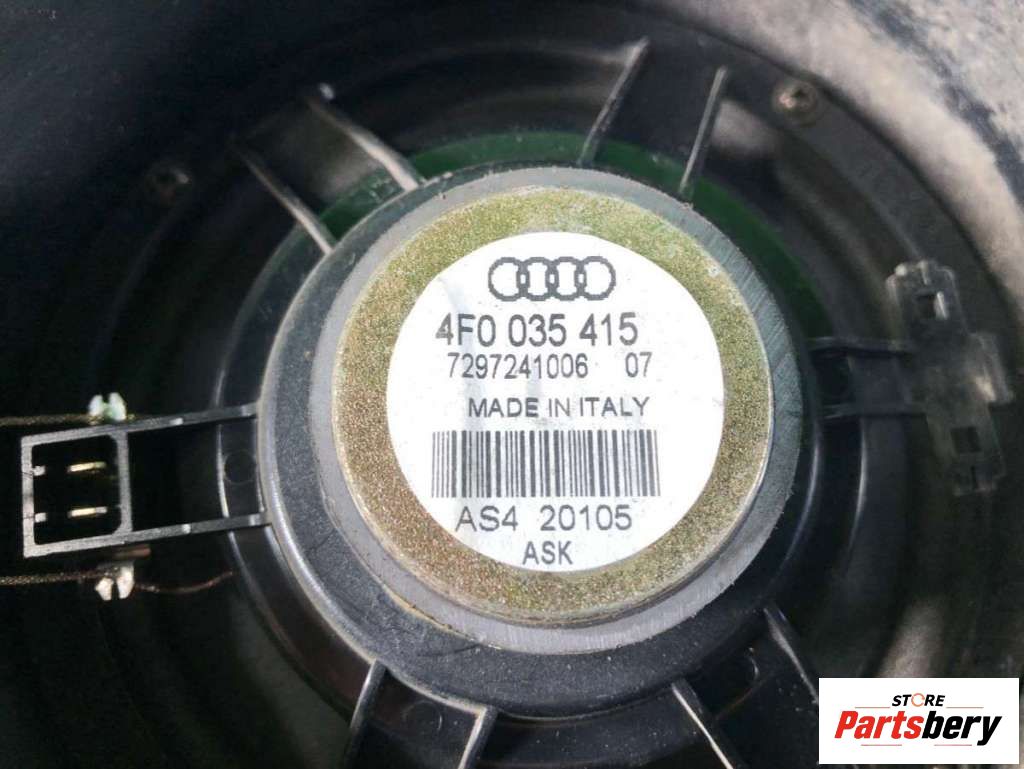 4F0 035 415
7297241006 07
MADE IN ITALY
AS4 20105
ASK
STORE
Partsbery